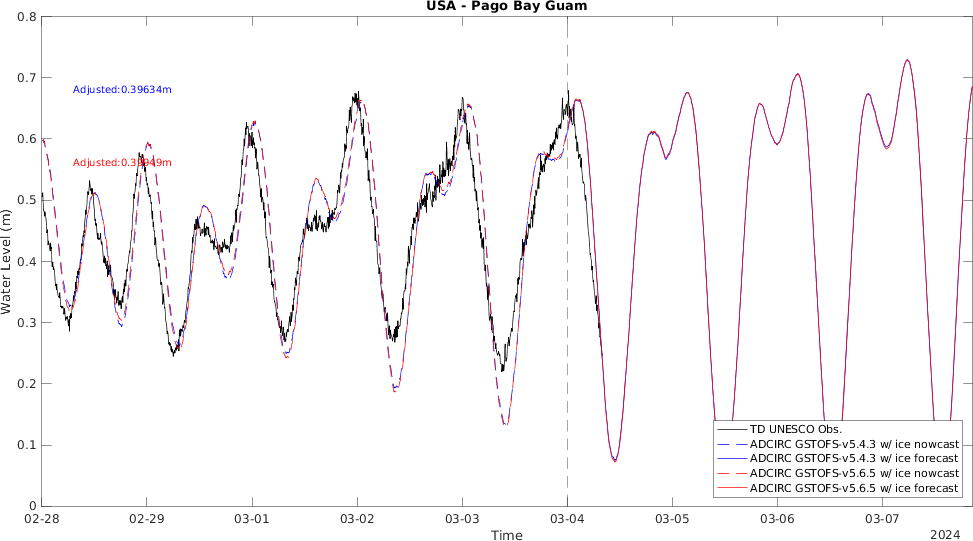 USA - Pago Bay Guam
0.8
0.7
0.6
0.5
0.4
0.3
0.2
0.1
0
Water Level (m)
Adjusted:0.39634m
Adjusted:0.39949m
TD UNESCO Obs.
ADCIRC GSTOFS-v5.4.3 w/ ice nowcast
ADCIRC GSTOFS-v5.4.3 w/ ice forecast
ADCIRC GSTOFS-v5.6.5 w/ ice nowcast
ADCIRC GSTOFS-v5.6.5 w/ ice forecast
02-28 02-29 03-01 03-02 03-03 03-04 03-05 03-06 03-07
Time
2024